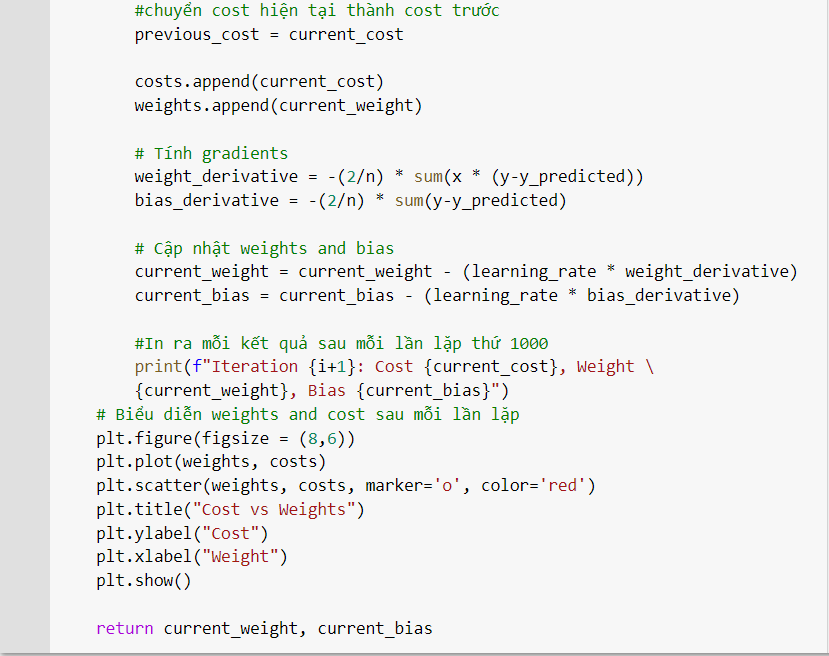 #chuyển cost hiện tại thành cost trước
previous_cost = current_cost
costs.append(current_cost)
weights.append(current_weight)
# Tính gradients
weight_derivative = -(2/n) * sum(x * (y-y_predicted))
bias_derivative = -(2/n) * sum(y-y_predicted)
# Cập nhật weights and bias
current_weight = current_weight - (learning_rate * weight_derivative)
current_bias = current_bias - (learning_rate * bias_derivative)
#In ra mỗi kết quả sau mỗi lần lặp thứ 1000
print(f"Iteration {i+1}: Cost {current_cost}, Weight \
{current_weight}, Bias {current_bias}")
# Biểu diễn weights and cost sau mỗi lần lặp
plt.figure(figsize = (8,6))
plt.plot(weights, costs)
plt.scatter(weights, costs, marker='o', color='red')
plt.title("Cost vs Weights")
plt.ylabel("Cost")
plt.xlabel("Weight")
plt.show()
return current_weight, current_bias